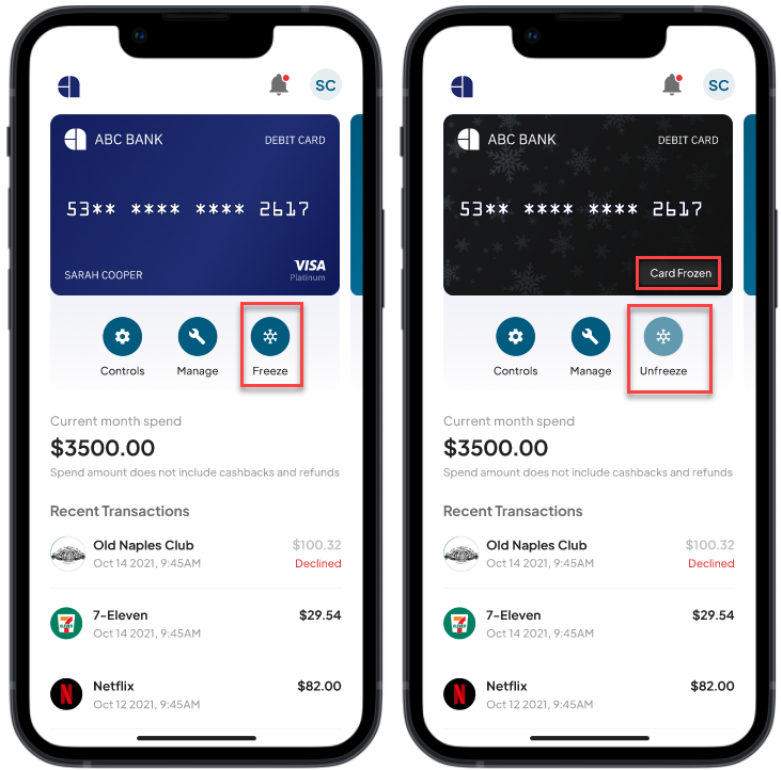 SC
ABC BANK
DEBIT CARD
53** **** **** 2617
SARAH COOPER
VISA
Platinum
Controls
Manage
Freeze
Current month spend
$3500.00
Spend amount does not include cashbacks and refunds
Recent Transactions
Old Naples Club
$100.32
Oct 14 2021, 9:45AM
Declined
7-Eleven
$29.54
Oct 14 2021, 9:45AM
Netflix
$82.00
Oct 12 2021, 9:45AM
SC
ABC BANK
DEBIT CARD
53** **** **** 2617
Card Frozen
Controls
Manage
Unfreeze
Current month spend
$3500.00
Spend amount does not include cashbacks and refunds
Recent Transactions
Old Naples Club
$100.32
Oct 14 2021, 9:45AM
Declined
7-Eleven
$29.54
Oct 14 2021, 9:45AM
Netflix
$82.00
Oct 12 2021, 9:45AM